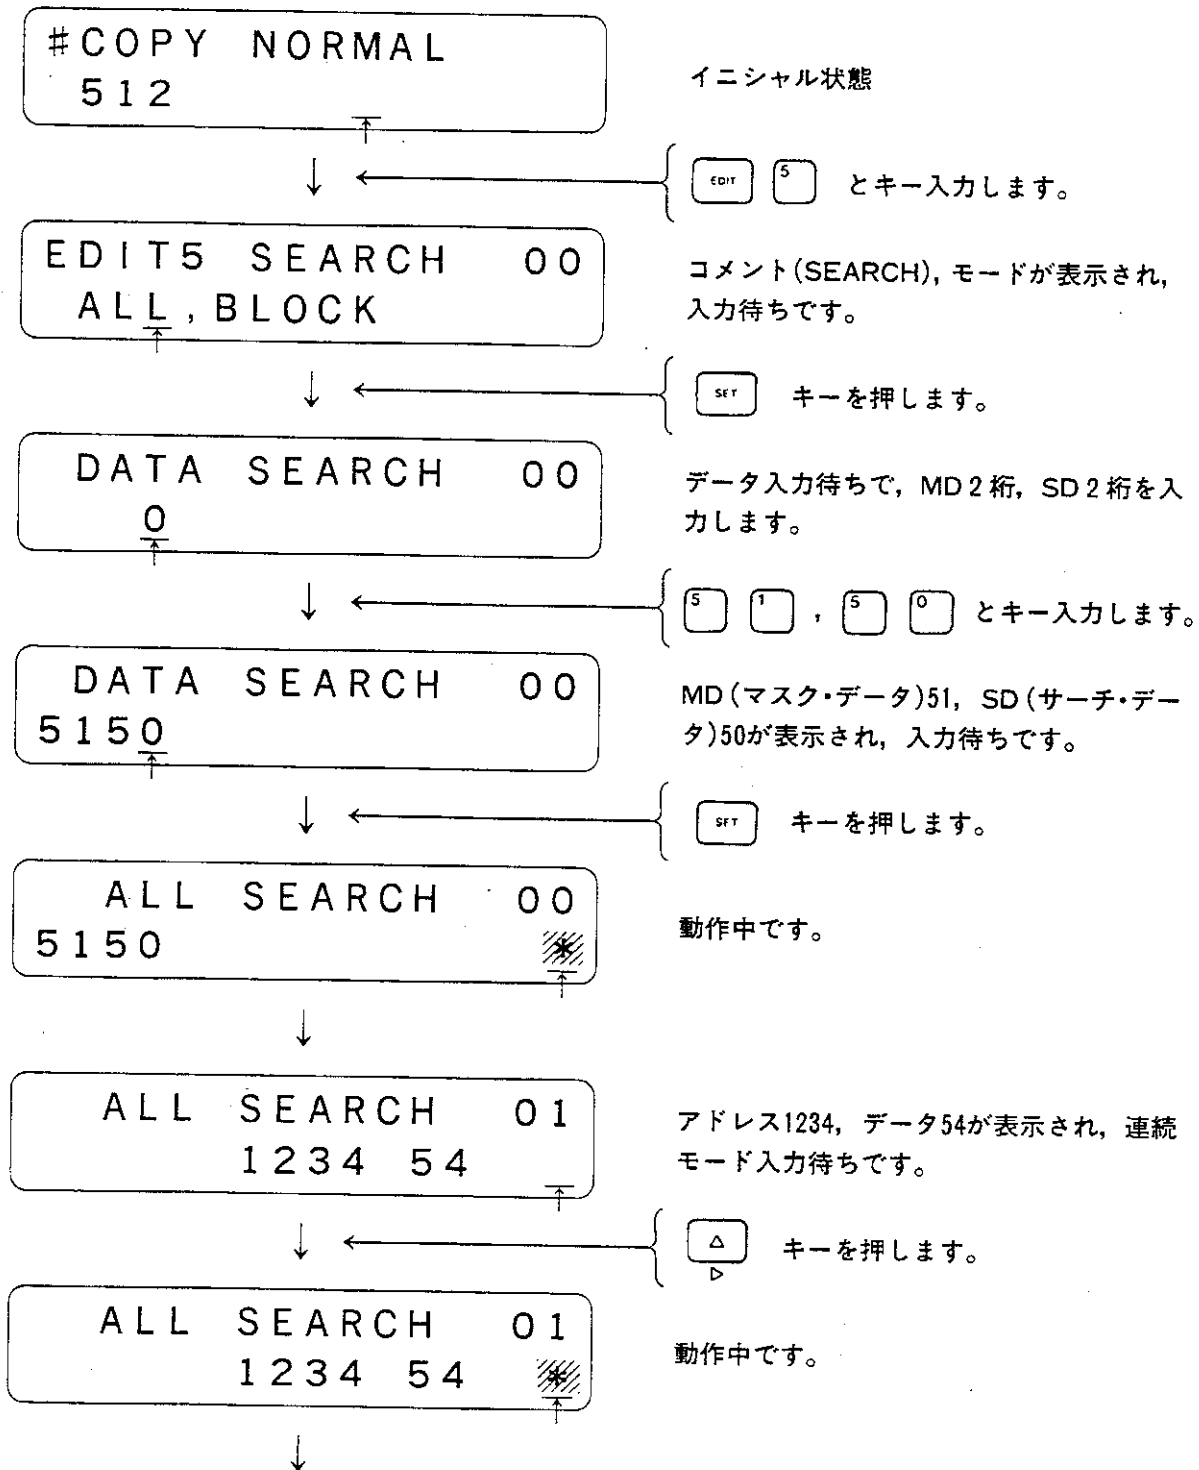 #COPY NORMAL
512
イニシャル状態
EDIT 5 とキー入力します。
EDIT5 SEARCH 00
ALL,BLOCK
コメント(SEARCH), モードが表示され,
入力待ちです。
SET キーを押します。
DATA SEARCH 00
0
データ入力待ちで, MD2桁, SD2桁を入
力します。
5 1 , 5 0 とキー入力します。
DATA SEARCH 00
5150
MD(マスク・データ)51, SD(サーチ・デー
タ)50が表示され, 入力待ちです。
SET キーを押します。
ALL SEARCH 00
5150 *
動作中です。
ALL SEARCH 01
1234 54
アドレス1234, データ54が表示され, 連続
モード入力待ちです。
△ ▷ キーを押します。
ALL SEARCH 01
1234 54 *
動作中です。